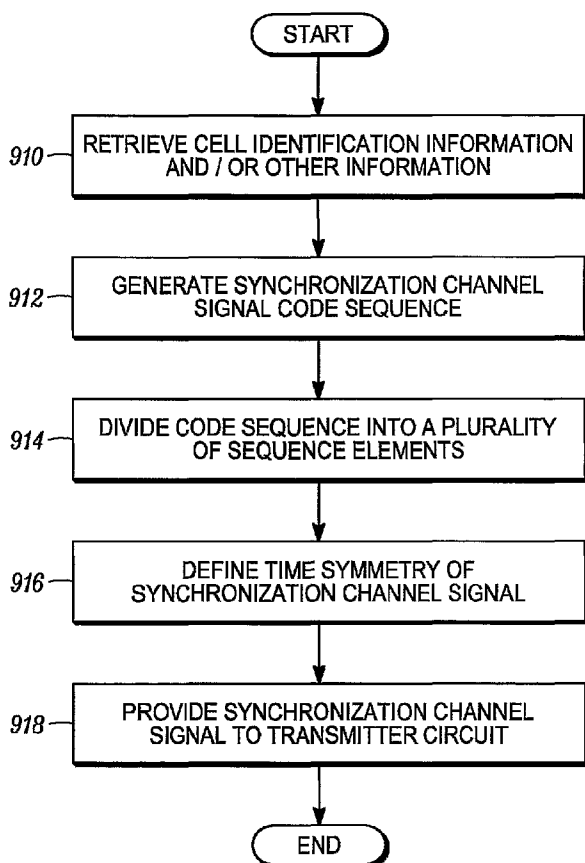 START
910
RETRIEVE CELL IDENTIFICATION INFORMATION
AND / OR OTHER INFORMATION
912
GENERATE SYNCHRONIZATION CHANNEL
SIGNAL CODE SEQUENCE
914
DIVIDE CODE SEQUENCE INTO A PLURALITY
OF SEQUENCE ELEMENTS
916
DEFINE TIME SYMMETRY OF
SYNCHRONIZATION CHANNEL SIGNAL
918
PROVIDE SYNCHRONIZATION CHANNEL
SIGNAL TO TRANSMITTER CIRCUIT
END